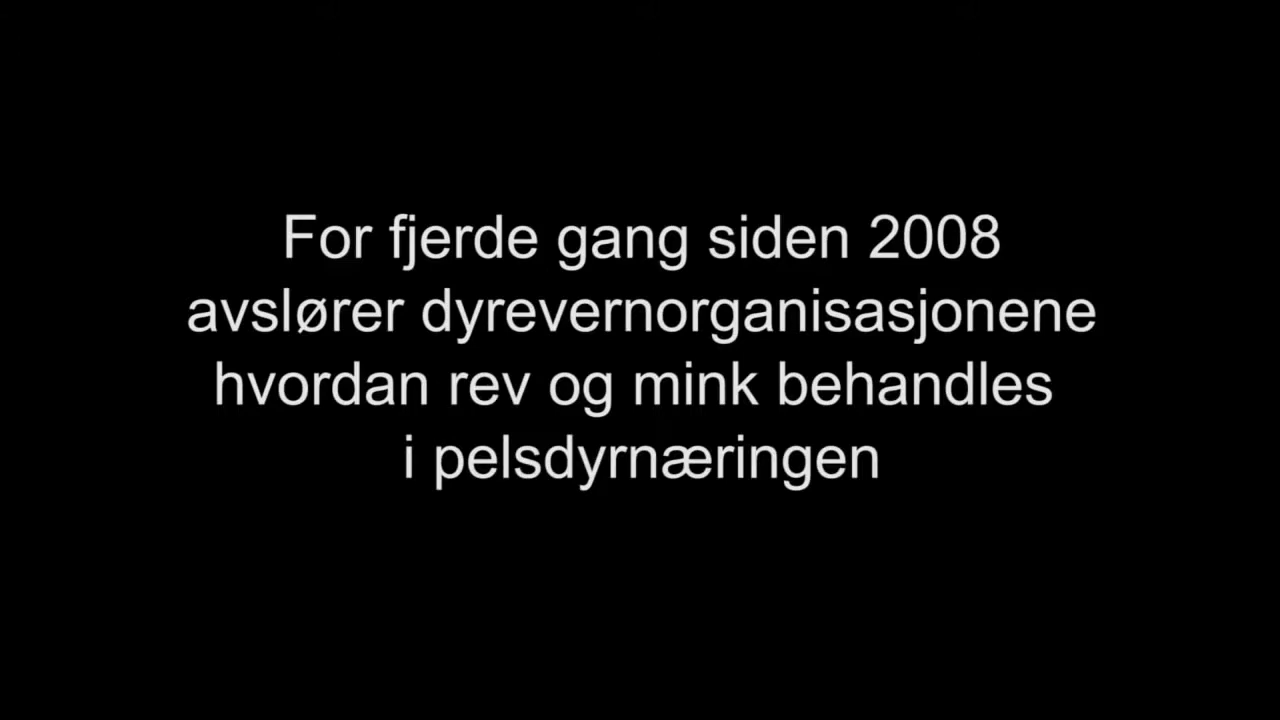 For fjerde gang siden 2008
avslører dyrevernorganisasjonene
hvordan rev og mink behandles
i pelsdyrnæringen